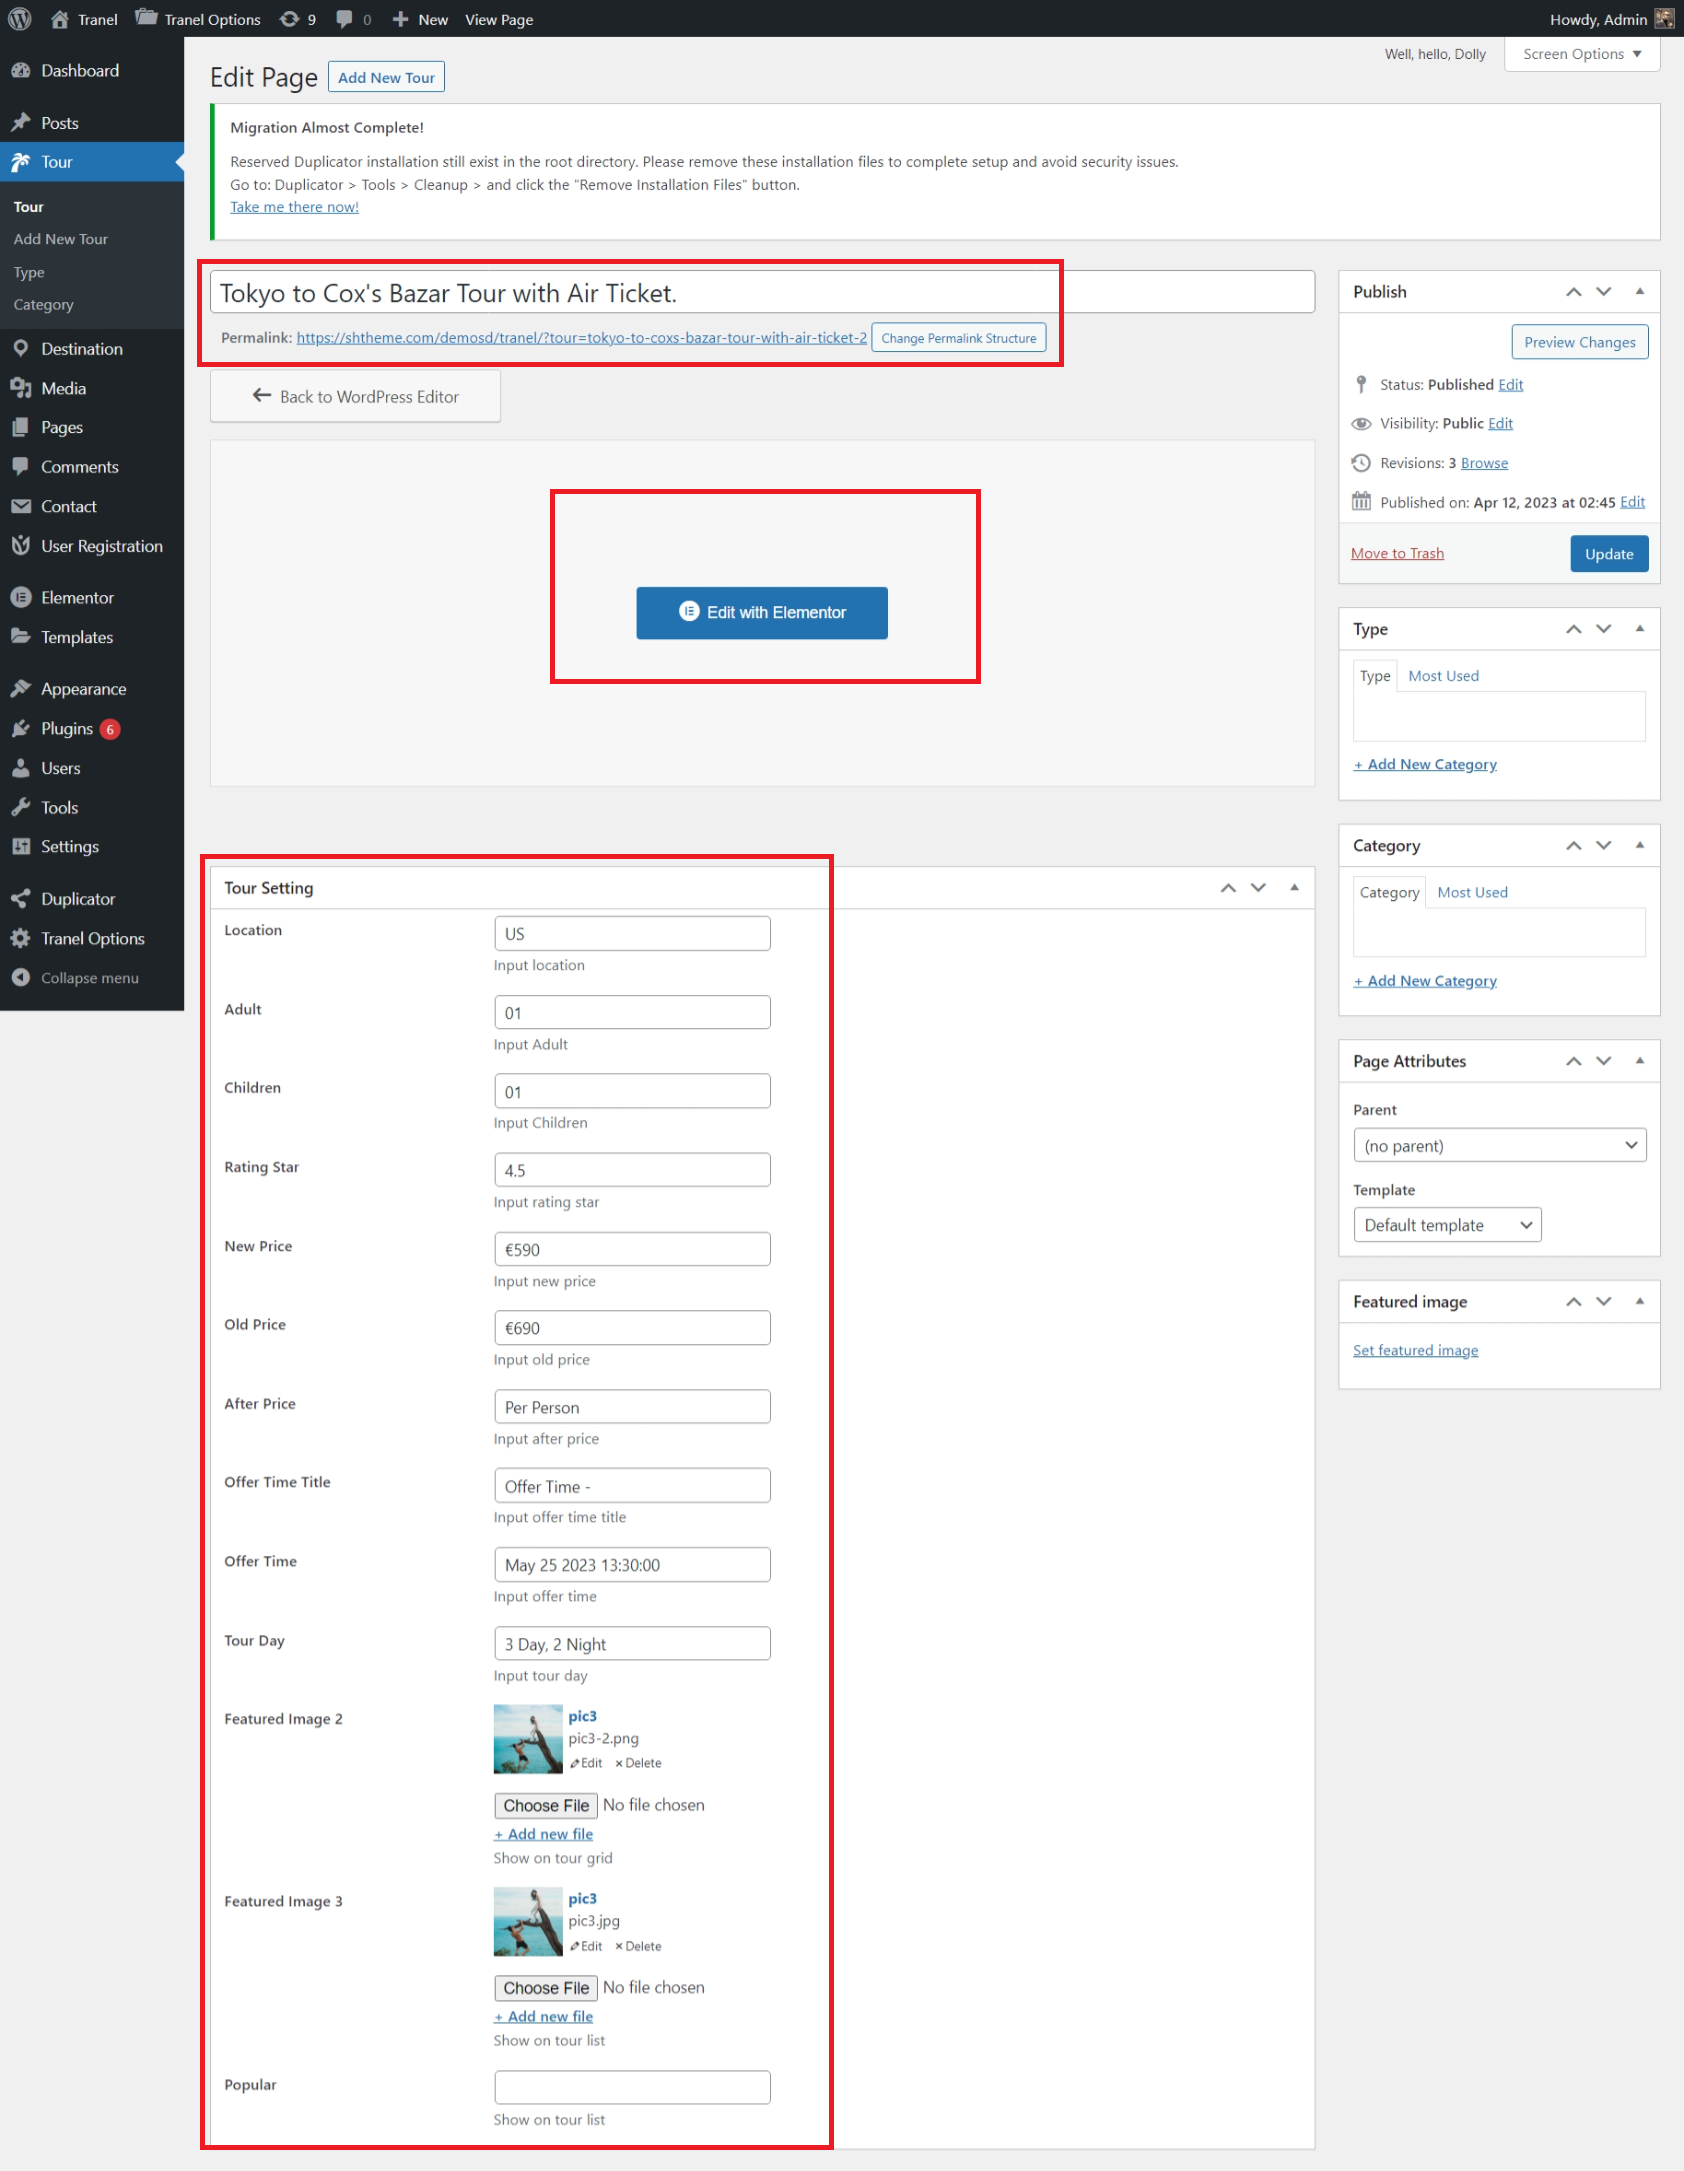 Tranel Tranel Options 9 0 New View Page Howdy, Admin
Dashboard
Posts
Tour
Tour
Add New Tour
Type
Category
Destination
Media
Pages
Comments
Contact
User Registration
Elementor
Templates
Appearance
Plugins 6
Users
Tools
Settings
Duplicator
Tranel Options
Collapse menu
Well, hello, Dolly
Screen Options
Edit Page Add New Tour
Migration Almost Complete!
Reserved Duplicator installation still exist in the root directory. Please remove these installation files to complete setup and avoid security issues.
Go to: Duplicator > Tools > Cleanup > and click the "Remove Installation Files" button.
Take me there now!
Tokyo to Cox's Bazar Tour with Air Ticket.
Permalink: https://shtheme.com/demosd/tranel/?tour=tokyo-to-coxs-bazar-tour-with-air-ticket-2 Change Permalink Structure
Back to WordPress Editor
Edit with Elementor
Tour Setting
Location
US
Input location
Adult
01
Input Adult
Children
01
Input Children
Rating Star
4.5
Input rating star
New Price
€590
Input new price
Old Price
€690
Input old price
After Price
Per Person
Input after price
Offer Time Title
Offer Time -
Input offer time title
Offer Time
May 25 2023 13:30:00
Input offer time
Tour Day
3 Day, 2 Night
Input tour day
Featured Image 2
pic3
pic3-2.png
Edit × Delete
Choose File No file chosen
+ Add new file
Show on tour grid
Featured Image 3
pic3
pic3.jpg
Edit × Delete
Choose File No file chosen
+ Add new file
Show on tour list
Popular
Show on tour list
Publish
Preview Changes
Status: Published Edit
Visibility: Public Edit
Revisions: 3 Browse
Published on: Apr 12, 2023 at 02:45 Edit
Move to Trash
Update
Type
Type Most Used
+ Add New Category
Category
Category Most Used
+ Add New Category
Page Attributes
Parent
(no parent)
Template
Default template
Featured image
Set featured image